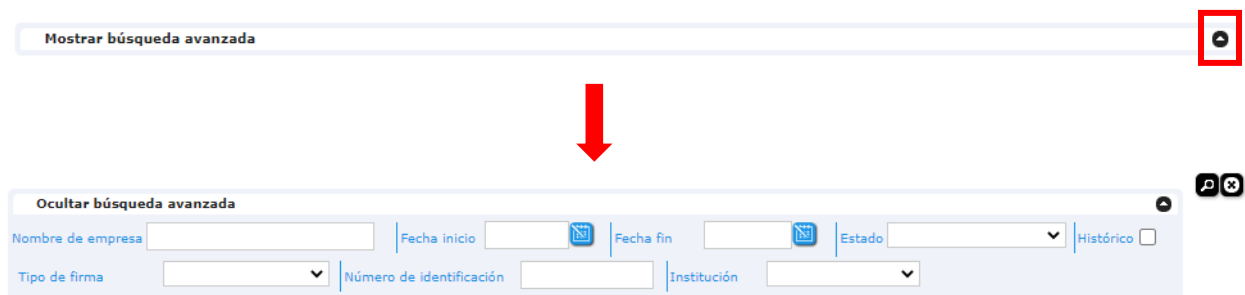 Mostrar búsqueda avanzada
Ocultar búsqueda avanzada
Nombre de empresa Fecha inicio Fecha fin Estado Histórico
Tipo de firma Número de identificación Institución